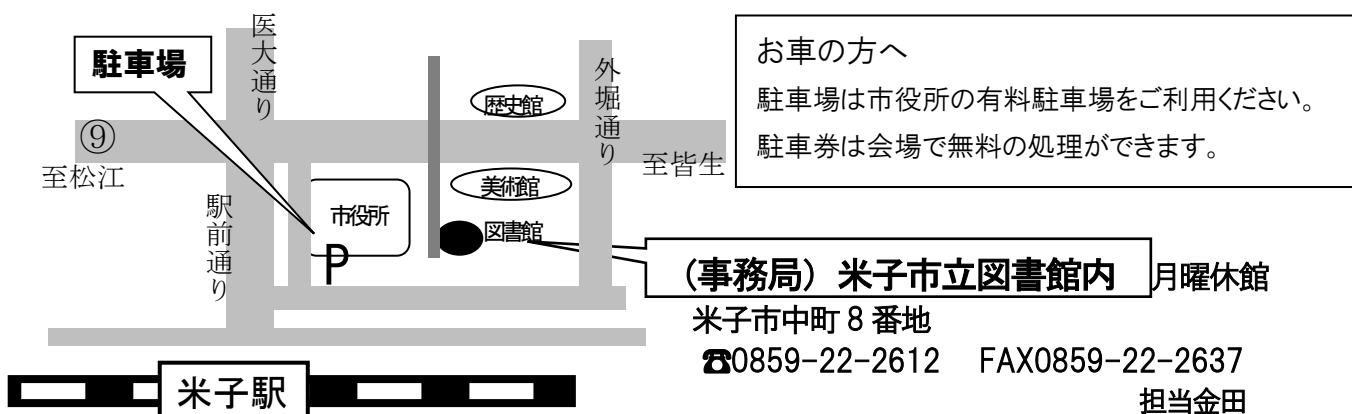 医大通り
駐車場
⑨
至松江
歴史館
外堀通り
至皆生
お車の方へ
駐車場は市役所の有料駐車場をご利用ください。
駐車券は会場で無料の処理ができます。
美術館
駅前通り
市役所
P
図書館
(事務局)米子市立図書館内 月曜休館
米子市中町8番地
☎0859-22-2612 FAX0859-22-2637
担当金田
米子駅